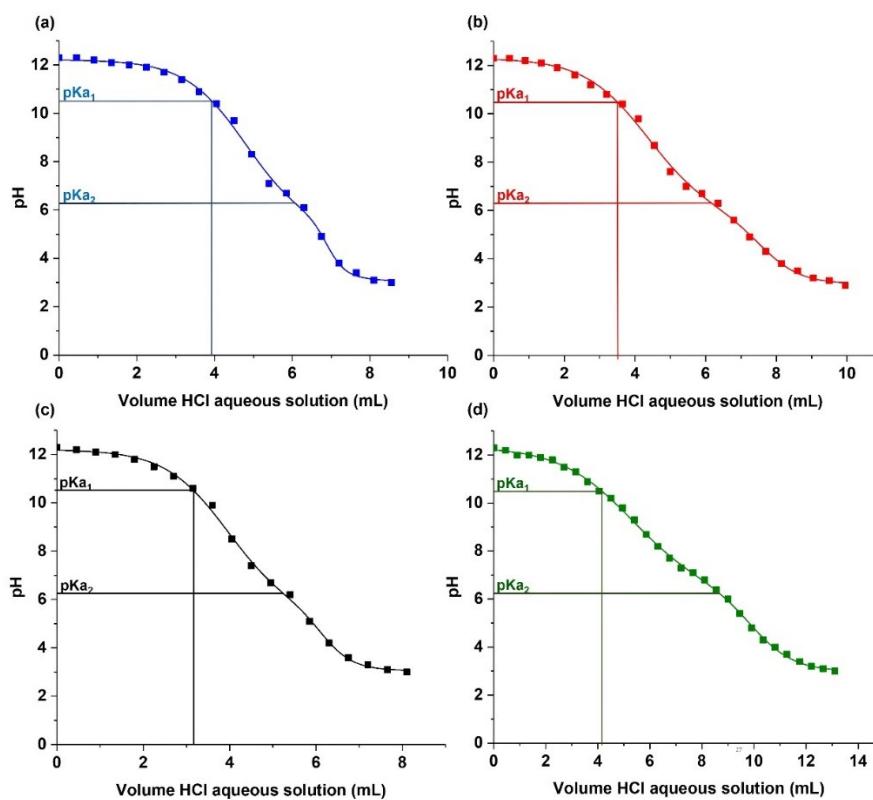 (a)
12
10
8
6
4
2
0
pH
pKa₁
pKa₂
0 2 4 6 8 10
Volume HCl aqueous solution (mL)
(b)
12
10
8
6
4
2
0
pH
pKa₁
pKa₂
0 2 4 6 8 10
Volume HCl aqueous solution (mL)
(c)
12
10
8
6
4
2
0
pH
pKa₁
pKa₂
0 2 4 6 8
Volume HCl aqueous solution (mL)
(d)
12
10
8
6
4
2
0
pH
pKa₁
pKa₂
0 2 4 6 8 10 12 14
Volume HCl aqueous solution (mL)